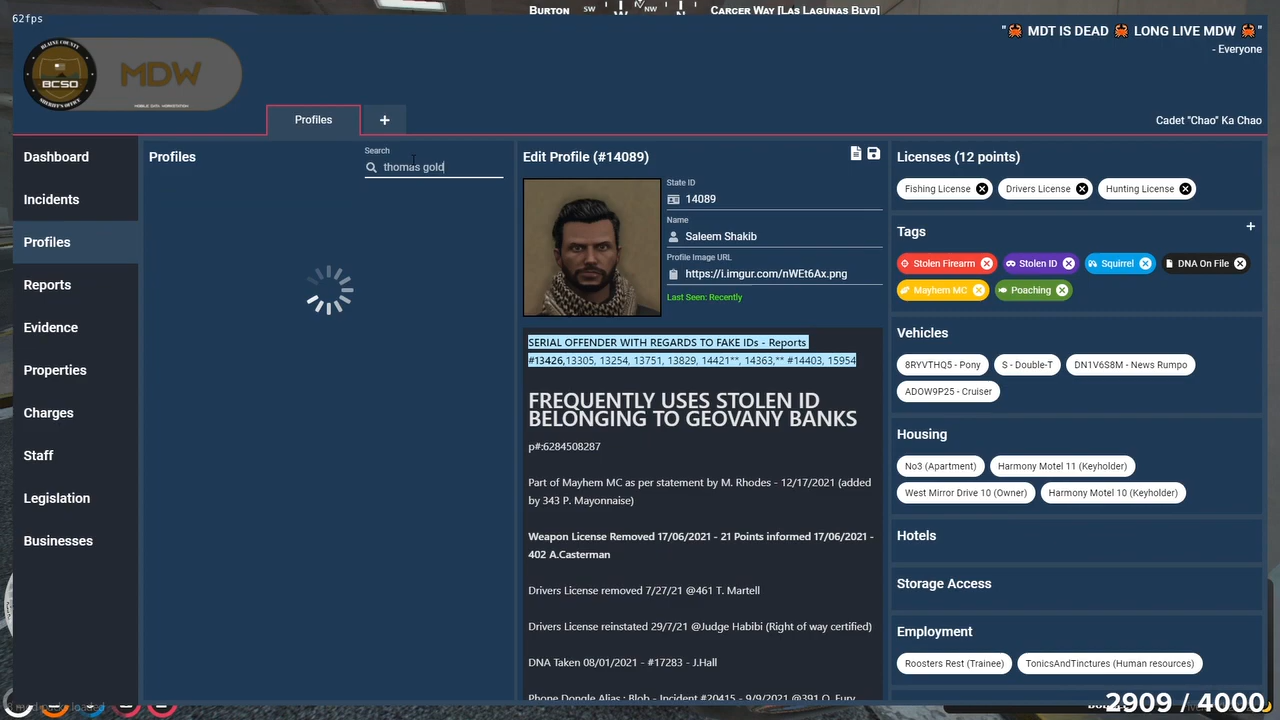 62fps
BURTON SW NW N CARCER WAY [LAS LAGUNAS BLVD]
BLAINE COUNTY
BCSO
SHERIFF'S OFFICE
MDW
MOBILE DATA WORKSTATION
" MDT IS DEAD LONG LIVE MDW "
- Everyone
Profiles
+
Cadet "Chao" Ka Chao
Dashboard
Incidents
Profiles
Reports
Evidence
Properties
Charges
Staff
Legislation
Businesses
Profiles
Search
thomas gold
Edit Profile (#14089)
State ID
14089
Name
Saleem Shakib
Profile Image URL
https://i.imgur.com/nWEt6Ax.png
Last Seen: Recently
SERIAL OFFENDER WITH REGARDS TO FAKE IDs - Reports
#13426,13305, 13254, 13751, 13829, 14421**, 14363,** #14403, 15954
FREQUENTLY USES STOLEN ID
BELONGING TO GEOVANY BANKS
p#:6284508287
Part of Mayhem MC as per statement by M. Rhodes - 12/17/2021 (added
by 343 P. Mayonnaise)
Weapon License Removed 17/06/2021 - 21 Points informed 17/06/2021 -
402 A.Casterman
Drivers License removed 7/27/21 @461 T. Martell
Drivers License reinstated 29/7/21 @Judge Habibi (Right of way certified)
DNA Taken 08/01/2021 - #17283 - J.Hall
Phone Dongle Alias : Blob - Incident #20415 - 9/9/2021 @391 O. Fury
Licenses (12 points)
Fishing License
Drivers License
Hunting License
Tags
+
Stolen Firearm
Stolen ID
Squirrel
DNA On File
Mayhem MC
Poaching
Vehicles
8RYVTHQ5 - Pony
S - Double-T
DN1V6S8M - News Rumpo
ADOW9P25 - Cruiser
Housing
No3 (Apartment)
Harmony Motel 11 (Keyholder)
West Mirror Drive 10 (Owner)
Harmony Motel 10 (Keyholder)
Hotels
Storage Access
Employment
Roosters Rest (Trainee)
TonicsAndTinctures (Human resources)
2909 / 4000